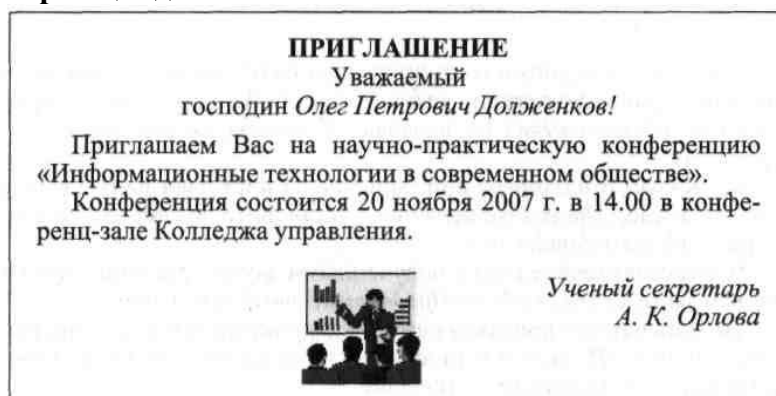 ПРИГЛАШЕНИЕ
Уважаемый
господин Олег Петрович Долженков!
Приглашаем Вас на научно-практическую конференцию
«Информационные технологии в современном обществе».
Конференция состоится 20 ноября 2007 г. в 14.00 в конфе-
ренц-зале Колледжа управления.
Ученый секретарь
А. К. Орлова